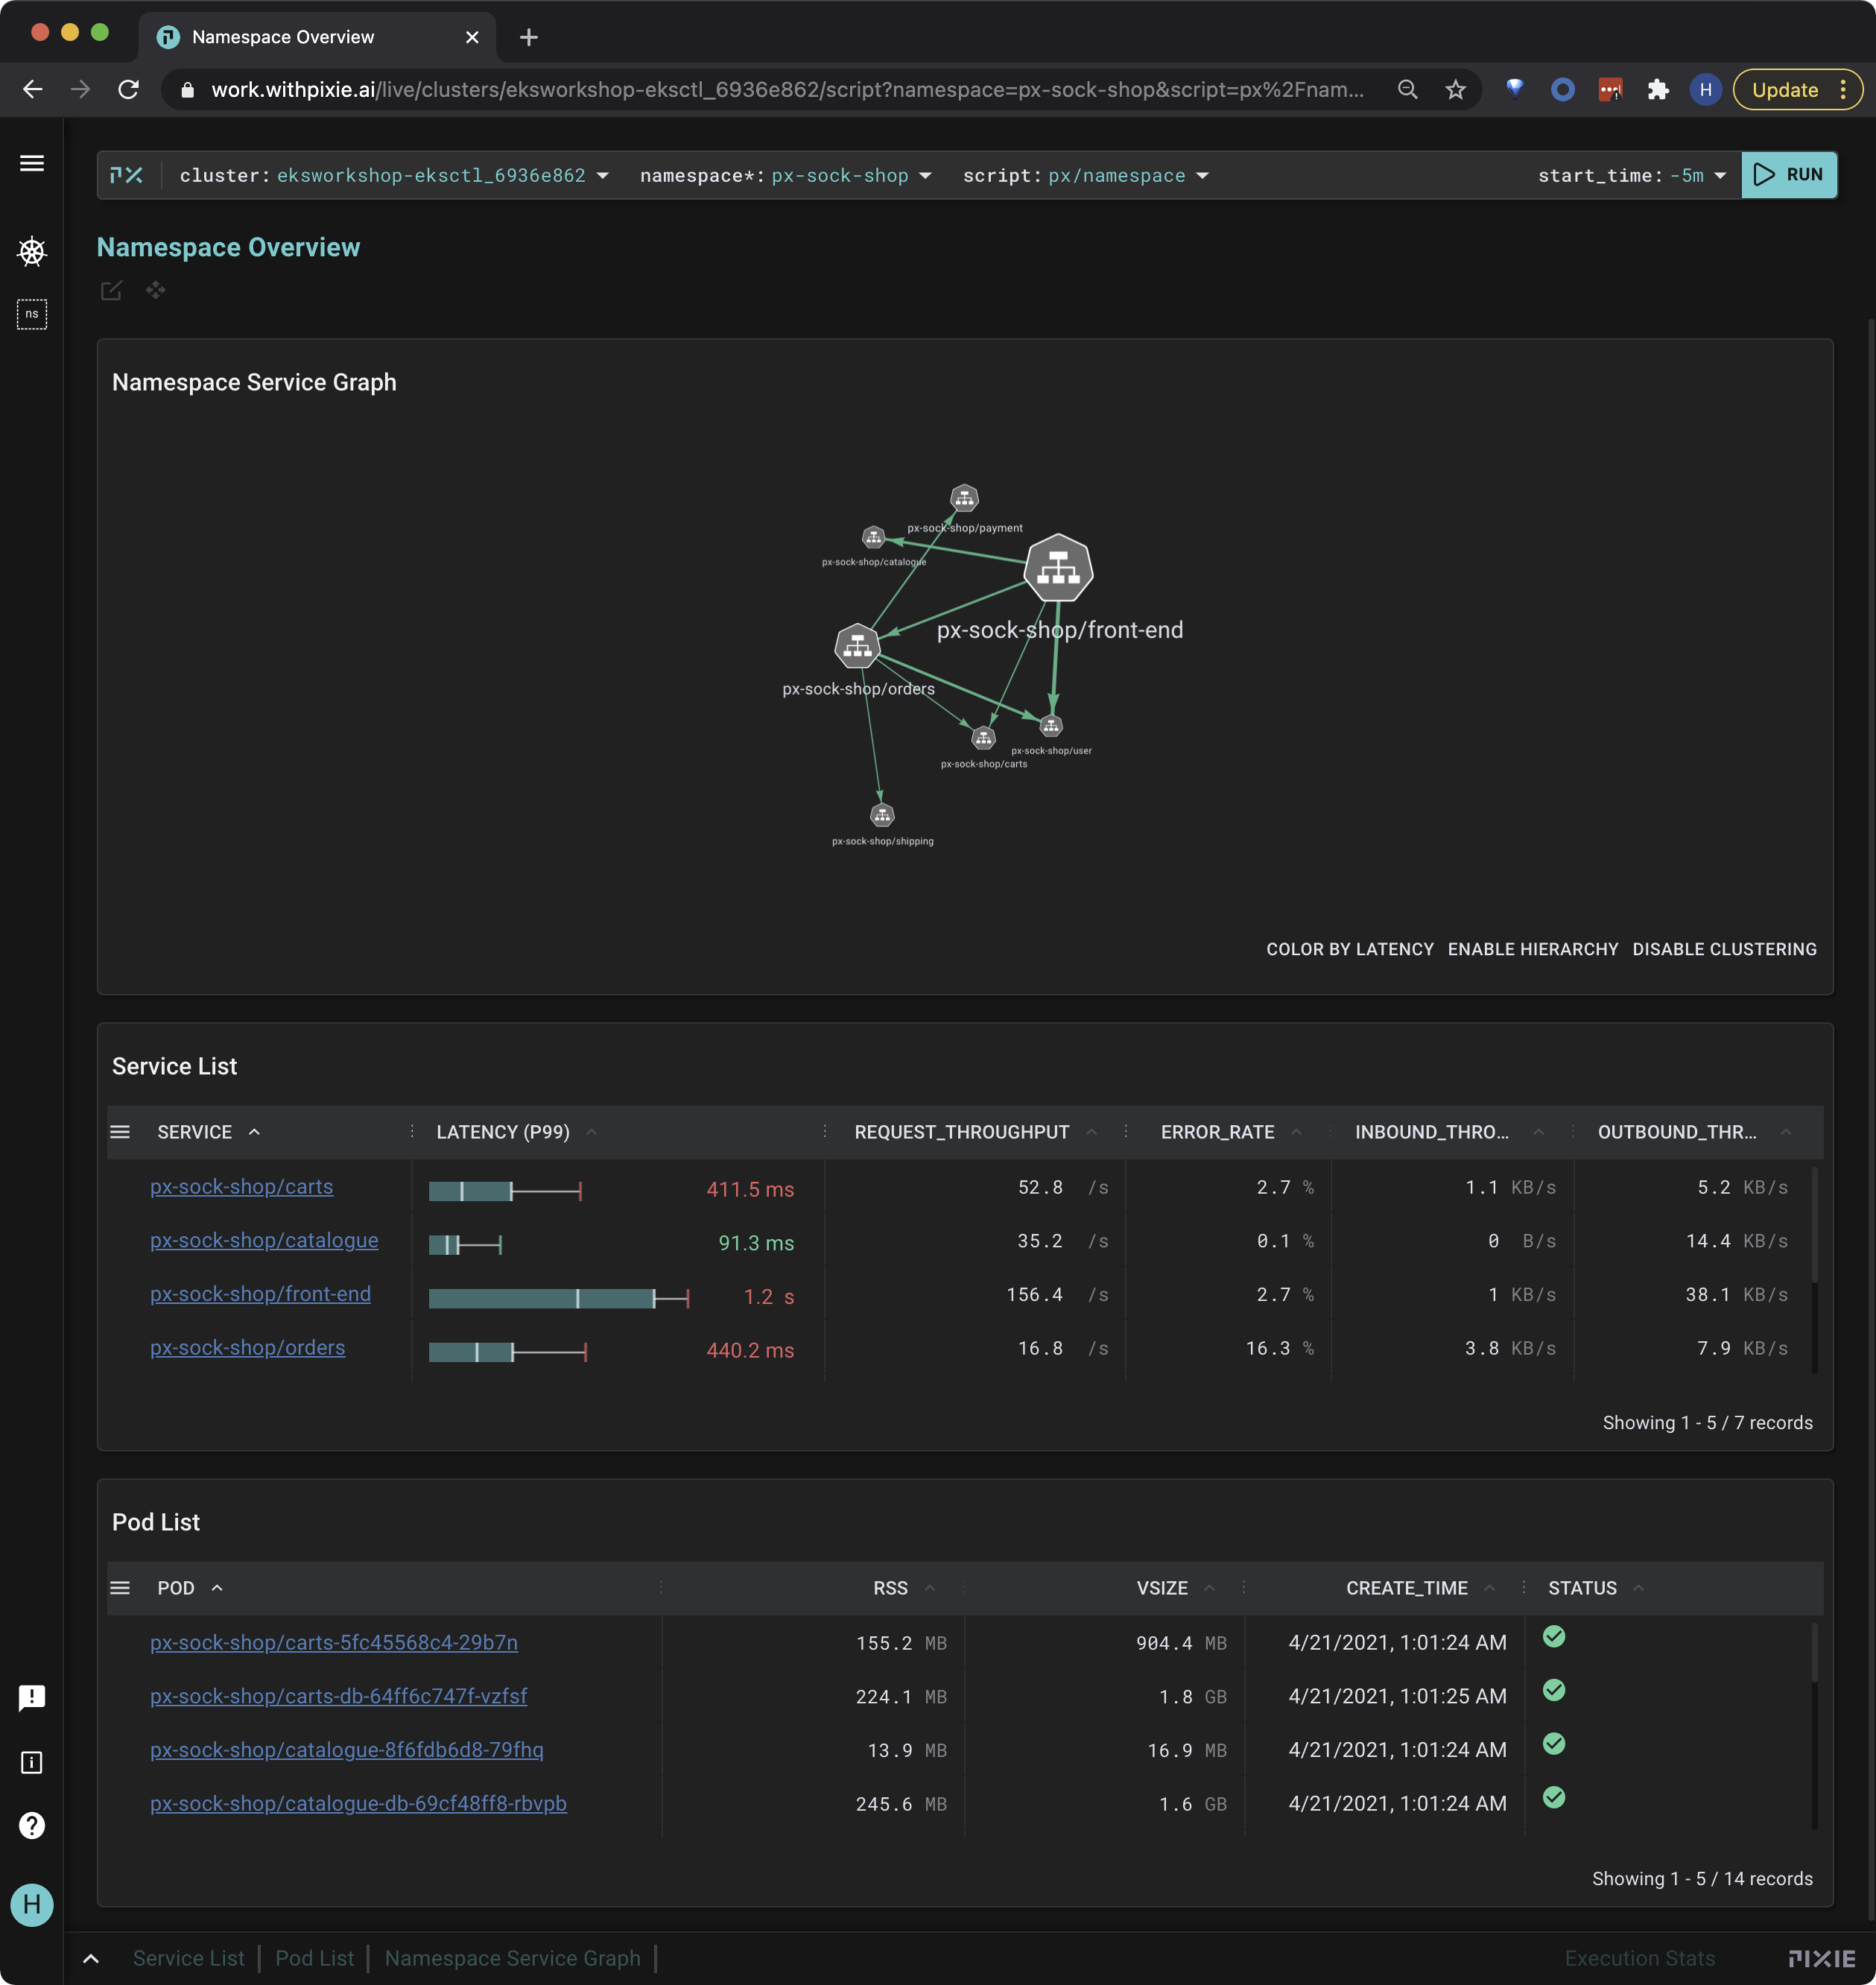 Namespace Overview
work.withpixie.ai/live/clusters/eksworkshop-eksctl_6936e862/script?namespace=px-sock-shop&script=px%2Fnam...
H
Update
cluster: eksworkshop-eksctl_6936e862 namespace*: px-sock-shop script: px/namespace start_time: -5m RUN
Namespace Overview
ns
Namespace Service Graph
px-sock-shop/payment
px-sock-shop/catalogue
px-sock-shop/front-end
px-sock-shop/orders
px-sock-shop/user
px-sock-shop/carts
px-sock-shop/shipping
COLOR BY LATENCY ENABLE HIERARCHY DISABLE CLUSTERING
Service List
SERVICE LATENCY (P99) REQUEST_THROUGHPUT ERROR_RATE INBOUND_THRO... OUTBOUND_THR...
px-sock-shop/carts 411.5 ms 52.8 /s 2.7 % 1.1 KB/s 5.2 KB/s
px-sock-shop/catalogue 91.3 ms 35.2 /s 0.1 % 0 B/s 14.4 KB/s
px-sock-shop/front-end 1.2 s 156.4 /s 2.7 % 1 KB/s 38.1 KB/s
px-sock-shop/orders 440.2 ms 16.8 /s 16.3 % 3.8 KB/s 7.9 KB/s
Showing 1 - 5 / 7 records
Pod List
POD RSS VSIZE CREATE_TIME STATUS
px-sock-shop/carts-5fc45568c4-29b7n 155.2 MB 904.4 MB 4/21/2021, 1:01:24 AM
px-sock-shop/carts-db-64ff6c747f-vzfsf 224.1 MB 1.8 GB 4/21/2021, 1:01:25 AM
px-sock-shop/catalogue-8f6fdb6d8-79fhq 13.9 MB 16.9 MB 4/21/2021, 1:01:24 AM
px-sock-shop/catalogue-db-69cf48ff8-rbvpb 245.6 MB 1.6 GB 4/21/2021, 1:01:24 AM
Showing 1 - 5 / 14 records
H
Service List Pod List Namespace Service Graph Execution Stats PIXIE